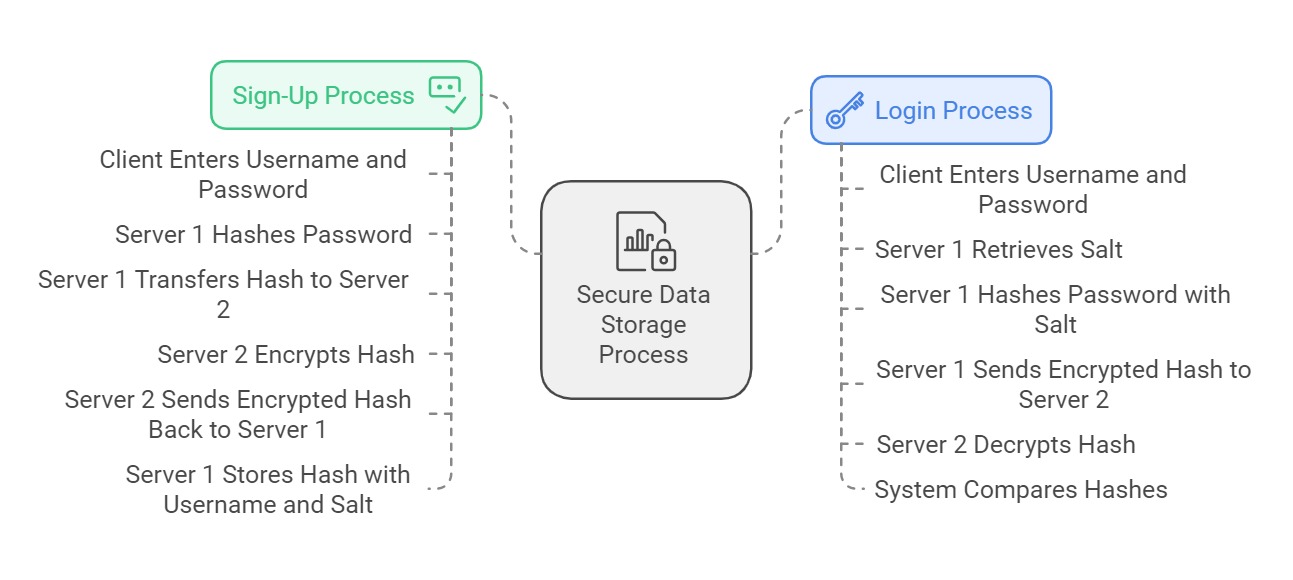 Sign-Up Process
Client Enters Username and
Password
Server 1 Hashes Password
Server 1 Transfers Hash to Server
2
Server 2 Encrypts Hash
Server 2 Sends Encrypted Hash
Back to Server 1
Server 1 Stores Hash with
Username and Salt
Secure Data
Storage
Process
Login Process
Client Enters Username and
Password
Server 1 Retrieves Salt
Server 1 Hashes Password with
Salt
Server 1 Sends Encrypted Hash to
Server 2
Server 2 Decrypts Hash
System Compares Hashes